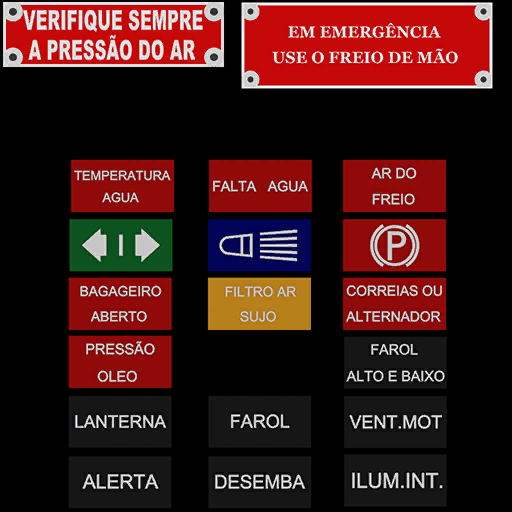 VERIFIQUE SEMPRE
A PRESSÃO DO AR
EM EMERGÊNCIA
USE O FREIO DE MÃO
TEMPERATURA
AGUA
FALTA AGUA
AR DO
FREIO
P
BAGAGEIRO
ABERTO
FILTRO AR
SUJO
CORREIAS OU
ALTERNADOR
PRESSÃO
OLEO
FAROL
ALTO E BAIXO
LANTERNA
FAROL
VENT.MOT
ALERTA
DESEMBA
ILUM.INT.